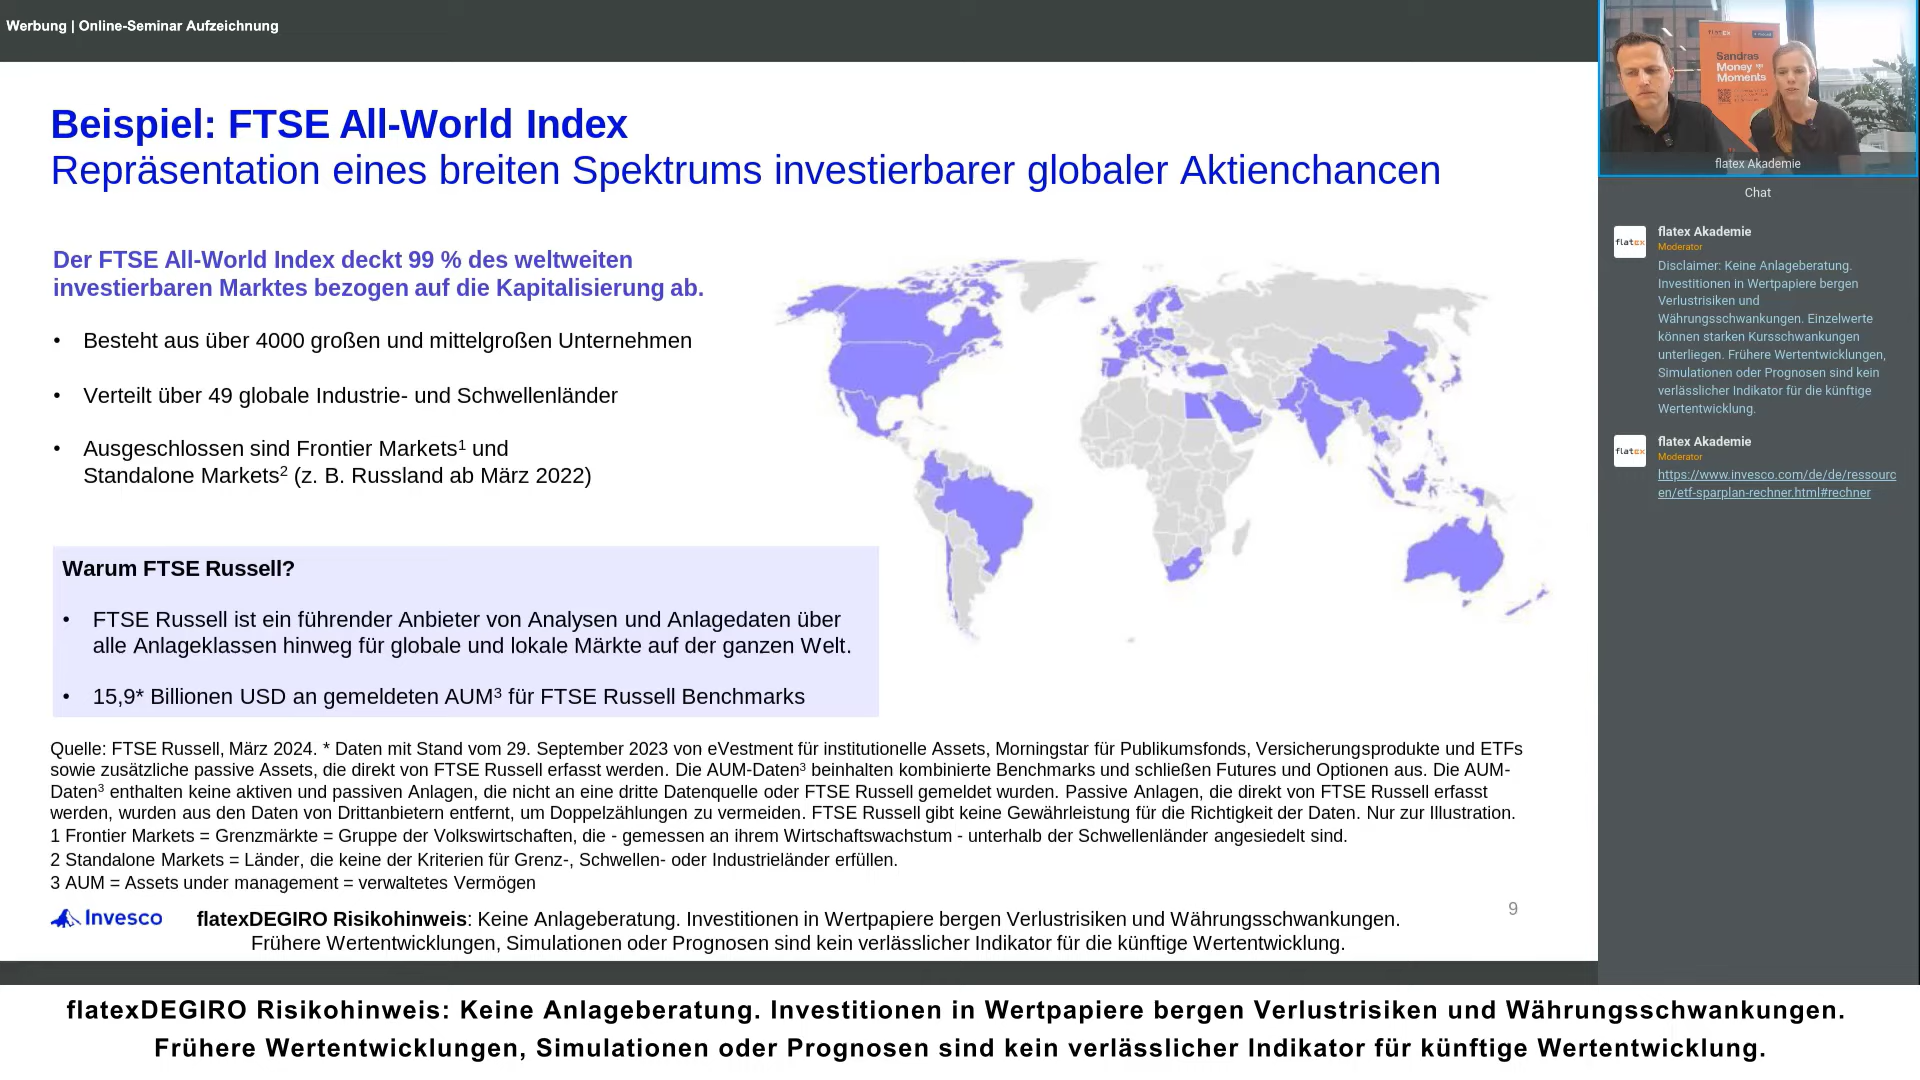 Werbung | Online-Seminar Aufzeichnung
Beispiel: FTSE All-World Index
Repräsentation eines breiten Spektrums investierbarer globaler Aktienchancen
Der FTSE All-World Index deckt 99 % des weltweiten
investierbaren Marktes bezogen auf die Kapitalisierung ab.
• Besteht aus über 4000 großen und mittelgroßen Unternehmen
• Verteilt über 49 globale Industrie- und Schwellenländer
• Ausgeschlossen sind Frontier Markets¹ und
Standalone Markets² (z. B. Russland ab März 2022)
Warum FTSE Russell?
• FTSE Russell ist ein führender Anbieter von Analysen und Anlagedaten über
alle Anlageklassen hinweg für globale und lokale Märkte auf der ganzen Welt.
• 15,9* Billionen USD an gemeldeten AUM³ für FTSE Russell Benchmarks
Quelle: FTSE Russell, März 2024. * Daten mit Stand vom 29. September 2023 von eVestment für institutionelle Assets, Morningstar für Publikumsfonds, Versicherungsprodukte und ETFs
sowie zusätzliche passive Assets, die direkt von FTSE Russell erfasst werden. Die AUM-Daten³ beinhalten kombinierte Benchmarks und schließen Futures und Optionen aus. Die AUM-
Daten³ enthalten keine aktiven und passiven Anlagen, die nicht an eine dritte Datenquelle oder FTSE Russell gemeldet wurden. Passive Anlagen, die direkt von FTSE Russell erfasst
werden, wurden aus den Daten von Drittanbietern entfernt, um Doppelzählungen zu vermeiden. FTSE Russell gibt keine Gewährleistung für die Richtigkeit der Daten. Nur zur Illustration.
1 Frontier Markets = Grenzmärkte = Gruppe der Volkswirtschaften, die - gemessen an ihrem Wirtschaftswachstum - unterhalb der Schwellenländer angesiedelt sind.
2 Standalone Markets = Länder, die keine der Kriterien für Grenz-, Schwellen- oder Industrieländer erfüllen.
3 AUM = Assets under management = verwaltetes Vermögen
Invesco
flatexDEGIRO Risikohinweis: Keine Anlageberatung. Investitionen in Wertpapiere bergen Verlustrisiken und Währungsschwankungen.
Frühere Wertentwicklungen, Simulationen oder Prognosen sind kein verlässlicher Indikator für die künftige Wertentwicklung.
9
Sandras
Money
Moments
flatex Akademie
Chat
flatex
flatex Akademie
Moderator
Disclaimer: Keine Anlageberatung.
Investitionen in Wertpapiere bergen
Verlustrisiken und
Währungsschwankungen. Einzelwerte
können starken Kursschwankungen
unterliegen. Frühere Wertentwicklungen,
Simulationen oder Prognosen sind kein
verlässlicher Indikator für die künftige
Wertentwicklung.
flatex
flatex Akademie
Moderator
https://www.invesco.com/de/de/ressourc
en/etf-sparplan-rechner.html#rechner
flatexDEGIRO Risikohinweis: Keine Anlageberatung. Investitionen in Wertpapiere bergen Verlustrisiken und Währungsschwankungen.
Frühere Wertentwicklungen, Simulationen oder Prognosen sind kein verlässlicher Indikator für künftige Wertentwicklung.